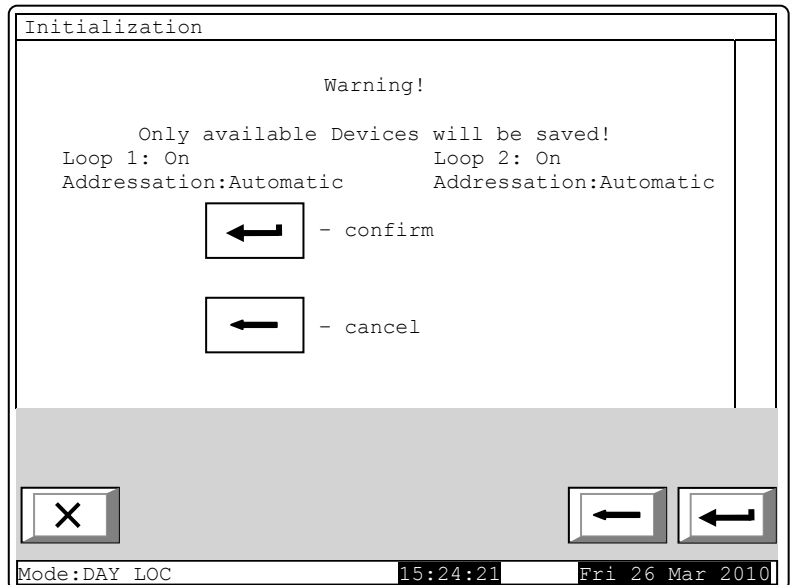 Initialization
Warning!
Only available Devices will be saved!
Loop 1: On Loop 2: On
Addressation:Automatic Addressation:Automatic
– confirm
– cancel
Mode:DAY LOC 15:24:21 Fri 26 Mar 2010